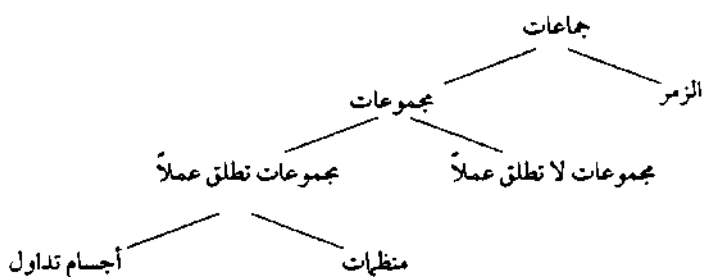 جماعات
الزمر
مجموعات
مجموعات لا تطلق عملاً
مجموعات تطلق عملاً
منظمات
أجسام تداول